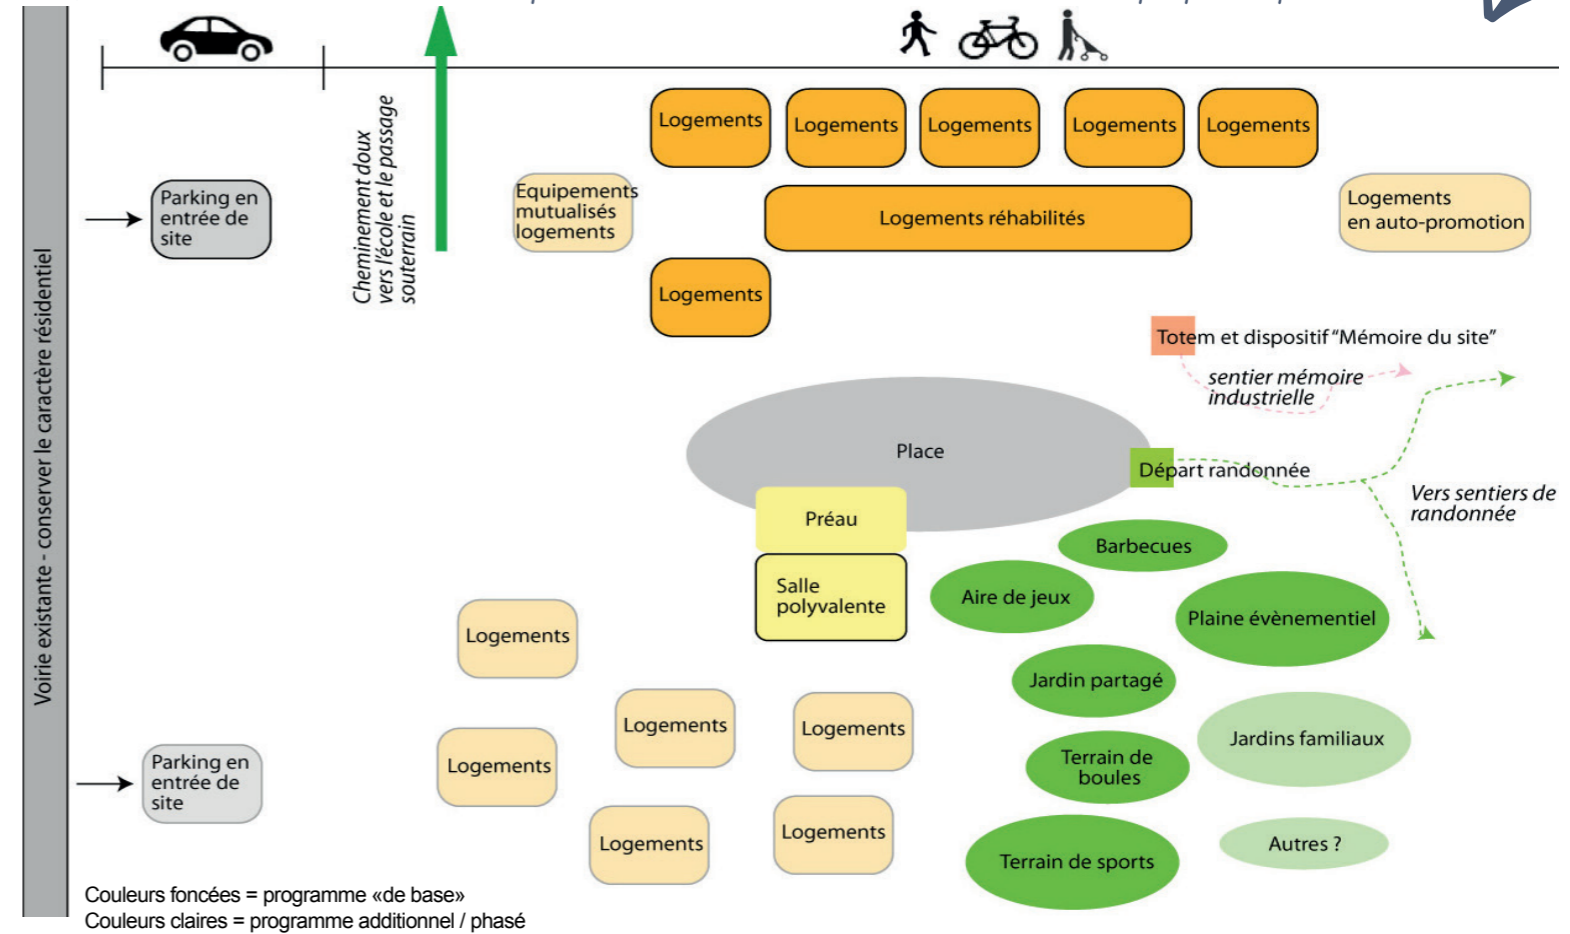 Voirie existante - conserver le caractère résidentiel
Cheminement doux
vers l'école et le passage
souterrain
Logements
Logements
Logements
Logements
Logements
Parking en
entrée de
site
Equipements
mutualisés
logements
Logements réhabilités
Logements
en auto-promotion
Logements
Totem et dispositif "Mémoire du site"
sentier mémoire
industrielle
Place
Départ randonnée
Vers sentiers de
randonnée
Préau
Salle
polyvalente
Barbecues
Aire de jeux
Plaine évènementiel
Jardin partagé
Jardins familiaux
Terrain de
boules
Terrain de sports
Autres ?
Logements
Logements
Logements
Logements
Logements
Logements
Parking en
entrée de
site
Couleurs foncées = programme «de base»
Couleurs claires = programme additionnel / phasé